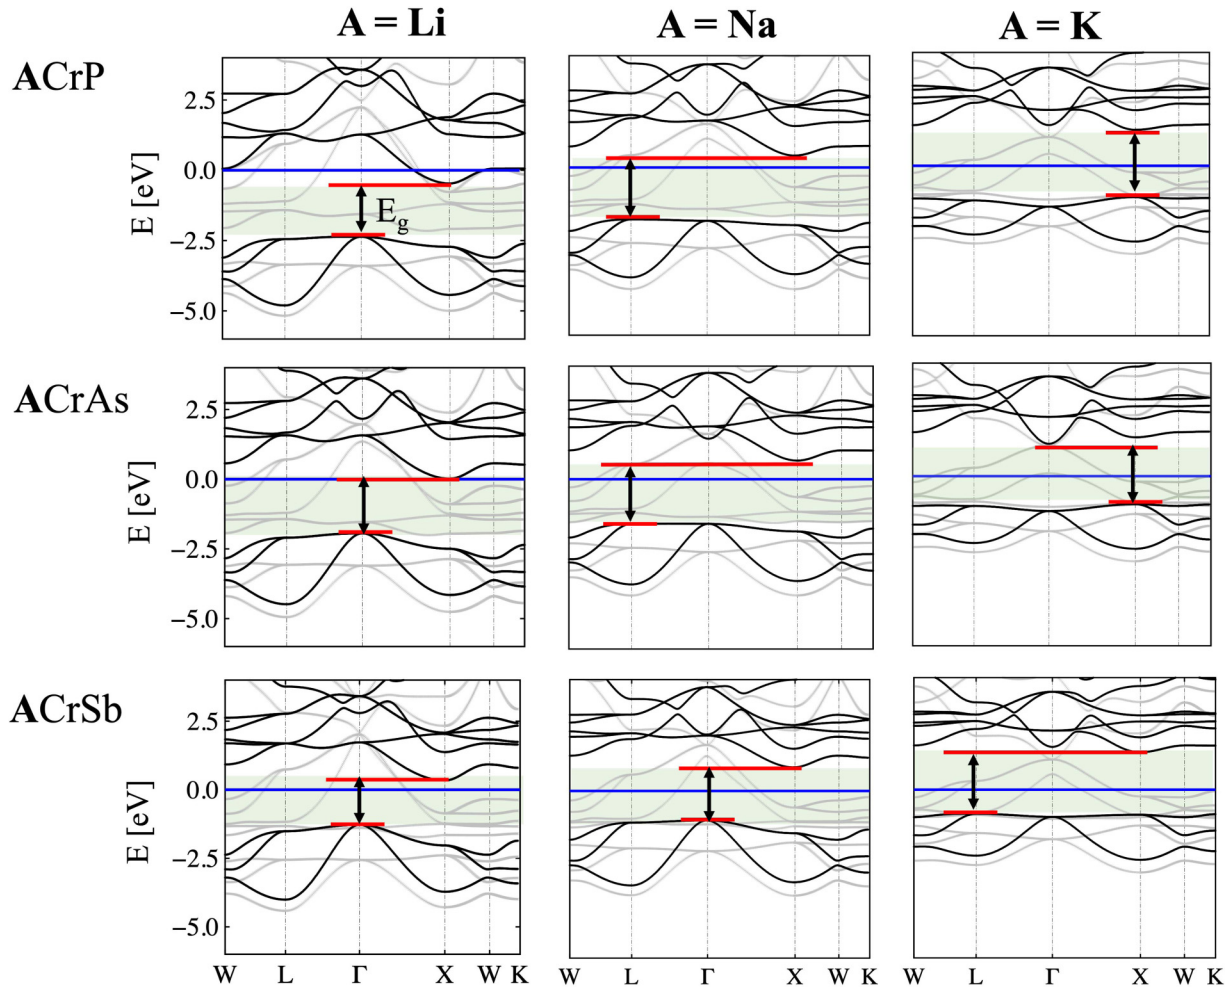 A = Li A = Na A = K
ACrP
2.5
0.0
−2.5
−5.0
E [eV]
E_g
ACrAs
2.5
0.0
−2.5
−5.0
E [eV]
ACrSb
2.5
0.0
−2.5
−5.0
E [eV]
W L Γ X W K W L Γ X W K W L Γ X W K